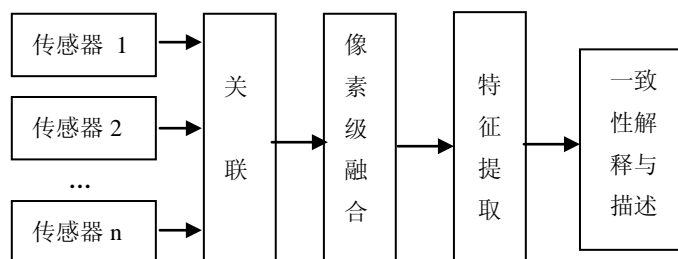 传感器 1
传感器 2
...
传感器 n
关
联
像
素
级
融
合
特
征
提
取
一致
性解
释与
描述